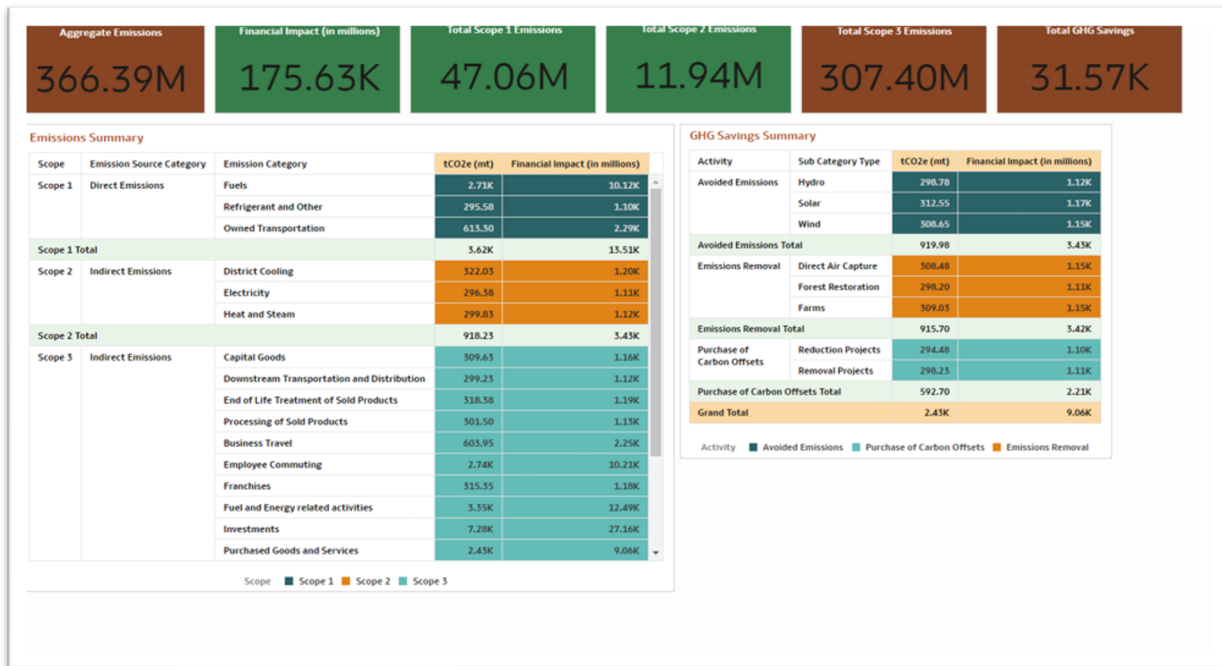 Aggregate Emissions
366.39M
Financial Impact (in millions)
175.63K
Total Scope 1 Emissions
47.06M
Total Scope 2 Emissions
11.94M
Total Scope 3 Emissions
307.40M
Total GHG Savings
31.57K
Emissions Summary
Scope Emission Source Category Emission Category tCO2e (mt) Financial Impact (in millions)
Scope 1 Direct Emissions Fuels 2.71K 10.12K
Refrigerant and Other 295.58 1.10K
Owned Transportation 613.30 2.29K
Scope 1 Total 3.62K 13.51K
Scope 2 Indirect Emissions District Cooling 322.03 1.20K
Electricity 296.38 1.11K
Heat and Steam 299.83 1.12K
Scope 2 Total 918.23 3.43K
Scope 3 Indirect Emissions Capital Goods 309.63 1.16K
Downstream Transportation and Distribution 299.23 1.12K
End of Life Treatment of Sold Products 318.38 1.19K
Processing of Sold Products 301.50 1.13K
Business Travel 603.95 2.25K
Employee Commuting 2.74K 10.21K
Franchises 315.35 1.18K
Fuel and Energy related activities 3.35K 12.49K
Investments 7.28K 27.16K
Purchased Goods and Services 2.43K 9.06K
Scope Scope 1 Scope 2 Scope 3
GHG Savings Summary
Activity Sub Category Type tCO2e (mt) Financial Impact (in millions)
Avoided Emissions Hydro 298.78 1.12K
Solar 312.55 1.17K
Wind 308.65 1.15K
Avoided Emissions Total 919.98 3.43K
Emissions Removal Direct Air Capture 308.48 1.15K
Forest Restoration 298.20 1.11K
Farms 309.03 1.15K
Emissions Removal Total 915.70 3.42K
Purchase of Carbon Offsets Reduction Projects 294.48 1.10K
Removal Projects 298.23 1.11K
Purchase of Carbon Offsets Total 592.70 2.21K
Grand Total 2.43K 9.06K
Activity Avoided Emissions Purchase of Carbon Offsets Emissions Removal